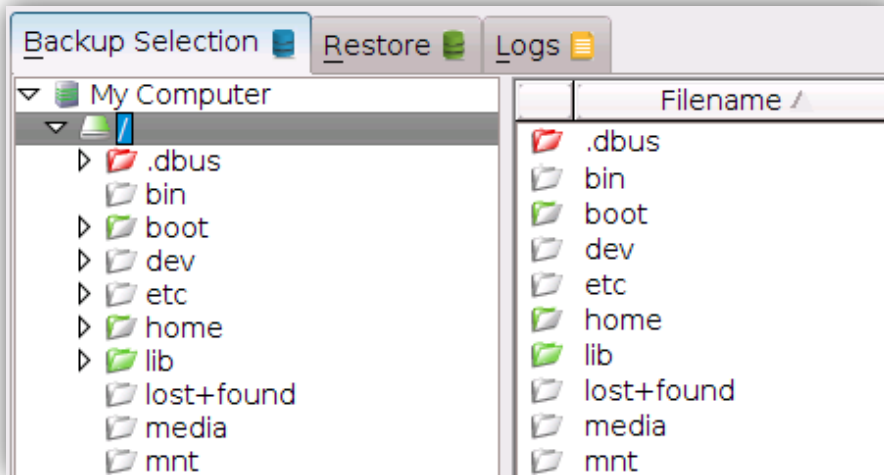 Backup Selection Restore Logs
My Computer
/
.dbus
bin
boot
dev
etc
home
lib
lost+found
media
mnt
Filename
.dbus
bin
boot
dev
etc
home
lib
lost+found
media
mnt